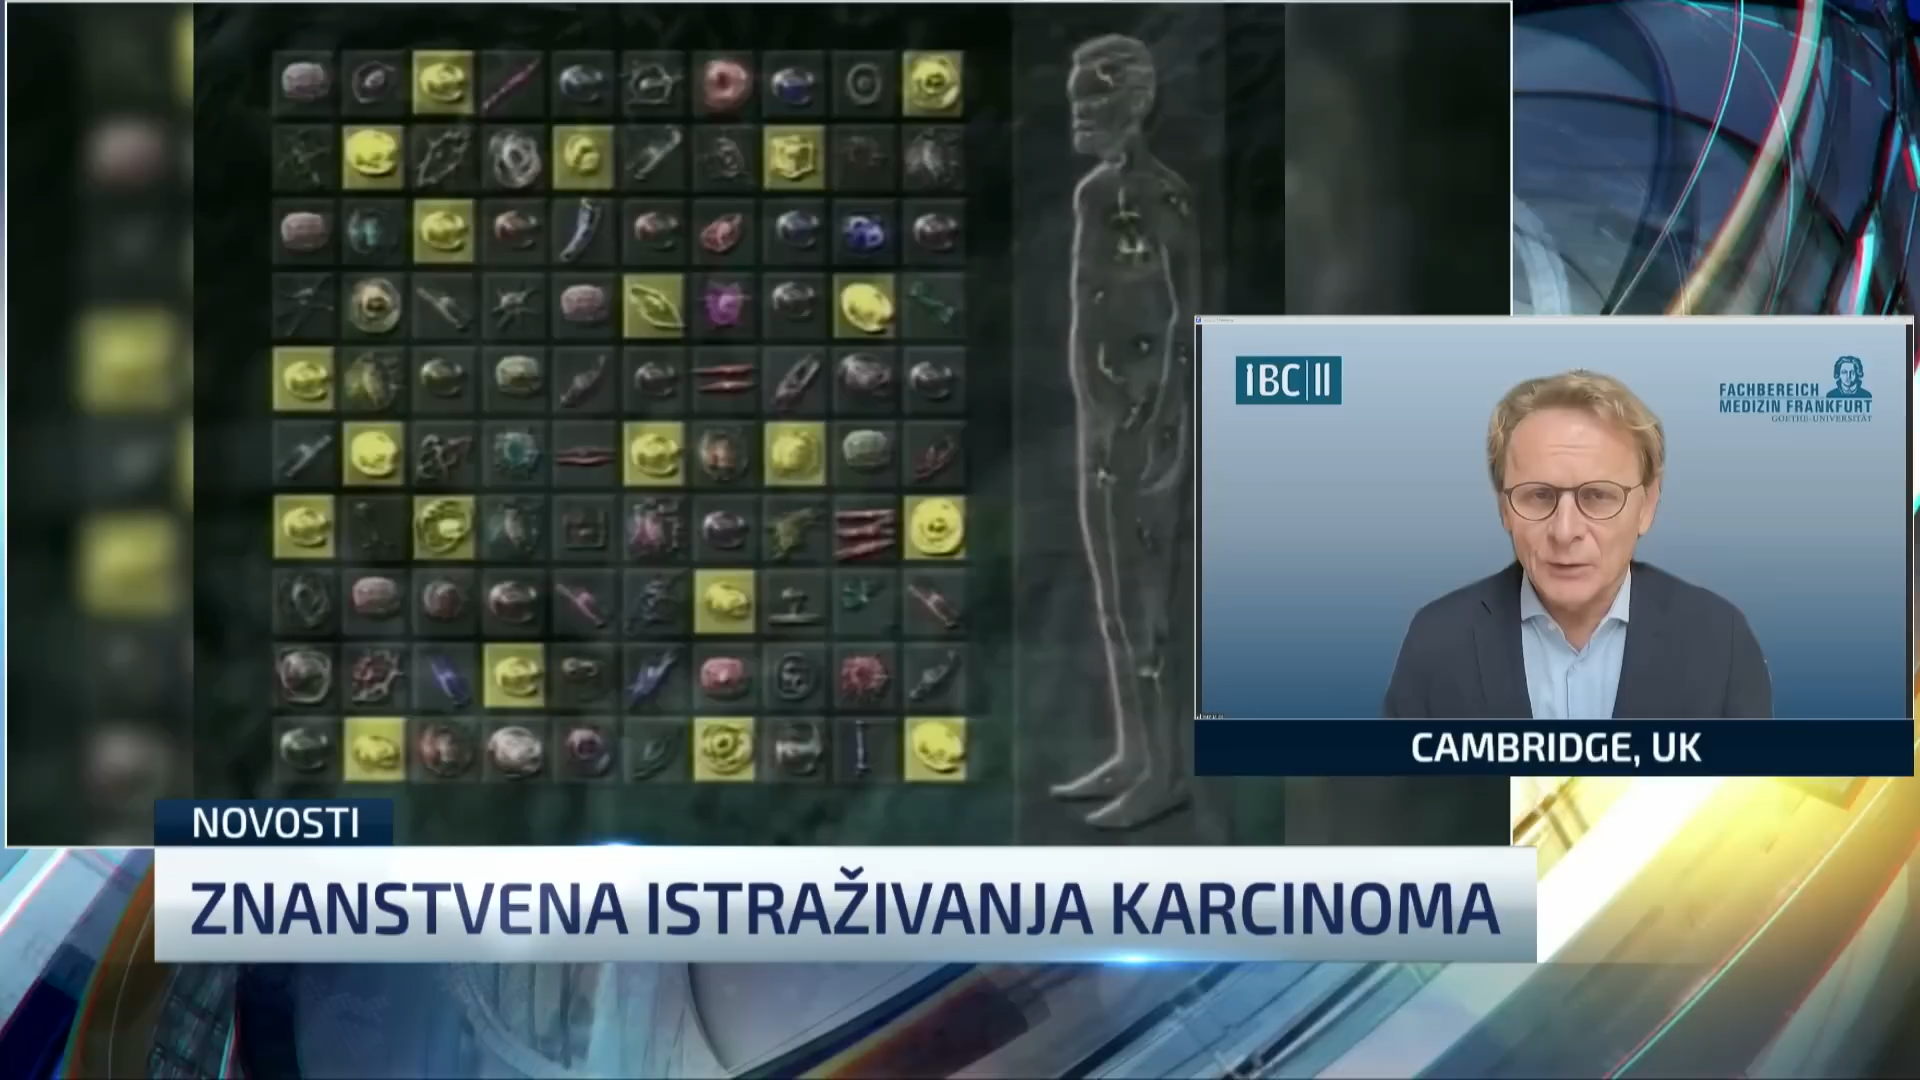 IBC|II
FACHBEREICH
MEDIZIN FRANKFURT
GOETHE-UNIVERSITÄT
CAMBRIDGE, UK
NOVOSTI
ZNANSTVENA ISTRAŽIVANJA KARCINOMA